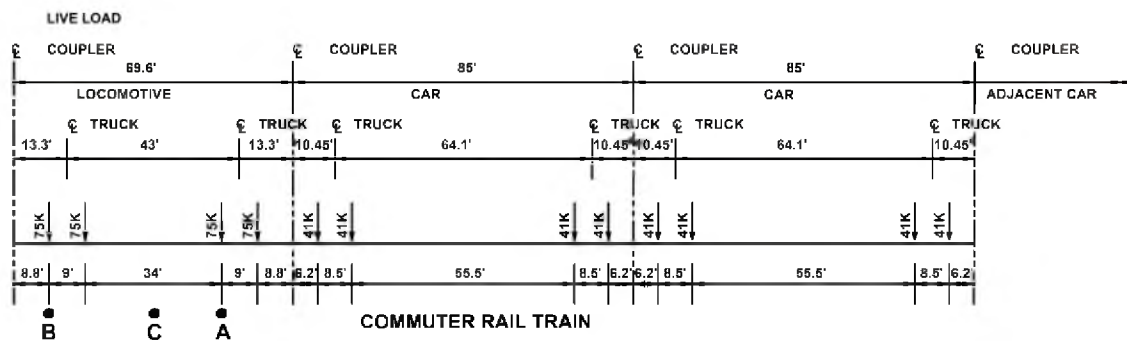 LIVE LOAD
℄ COUPLER ℄ COUPLER ℄ COUPLER ℄ COUPLER
69.6' 85' 85'
LOCOMOTIVE CAR CAR ADJACENT CAR
℄ TRUCK ℄ TRUCK ℄ TRUCK ℄ TRUCK ℄ TRUCK ℄ TRUCK
13.3' 43' 13.3' 10.45' 64.1' 10.45' 10.45' 64.1' 10.45'
75K 75K 75K 75K 41K 41K 41K 41K 41K 41K 41K 41K
8.8' 9' 34' 9' 8.8' 6.2' 8.5' 55.5' 8.5' 6.2' 6.2' 8.5' 55.5' 8.5' 6.2
B C A COMMUTER RAIL TRAIN